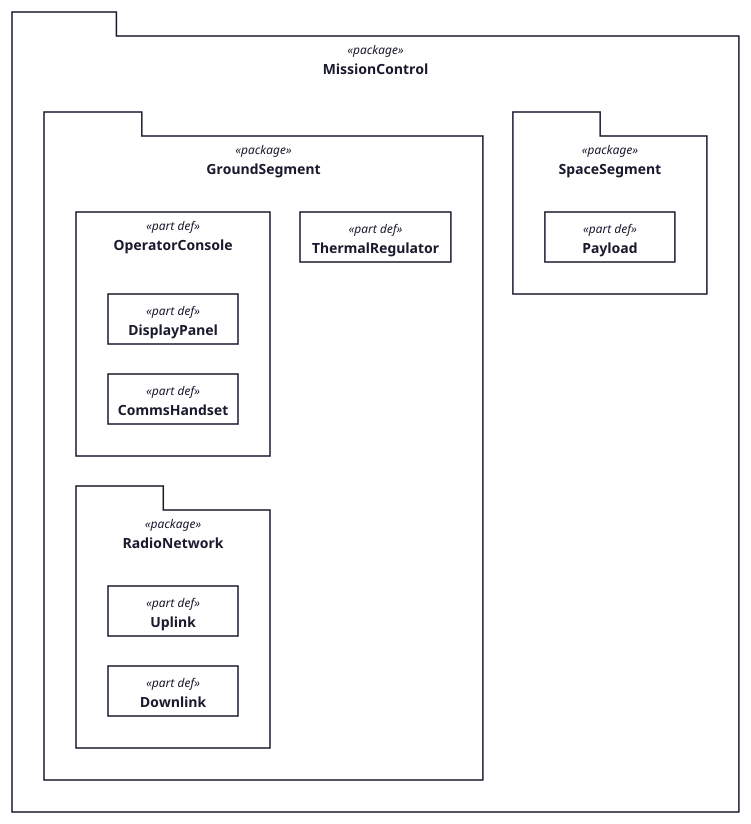 «package»
MissionControl
«package»
GroundSegment
«part def»
OperatorConsole
«part def»
DisplayPanel
«part def»
CommsHandset
«part def»
ThermalRegulator
«package»
RadioNetwork
«part def»
Uplink
«part def»
Downlink
«package»
SpaceSegment
«part def»
Payload